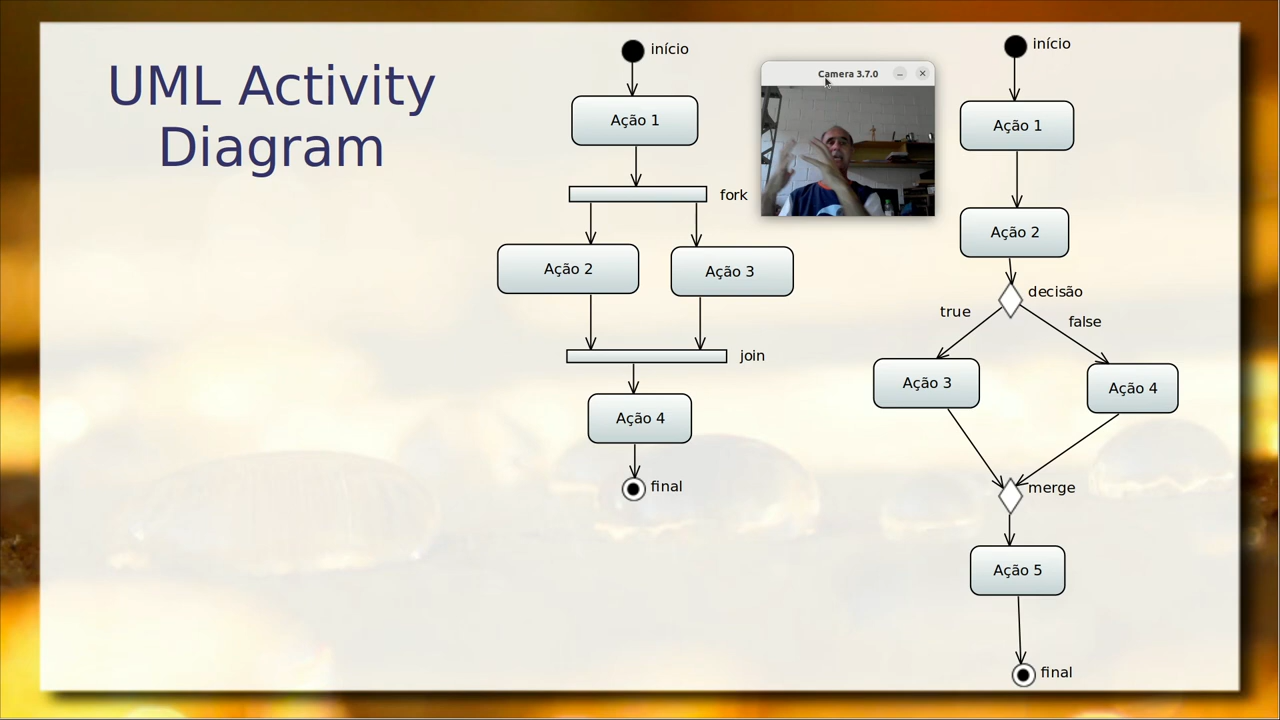 UML Activity
Diagram
início
Ação 1
fork
Ação 2
Ação 3
join
Ação 4
final
Camera 3.7.0
início
Ação 1
Ação 2
decisão
true
false
Ação 3
Ação 4
merge
Ação 5
final